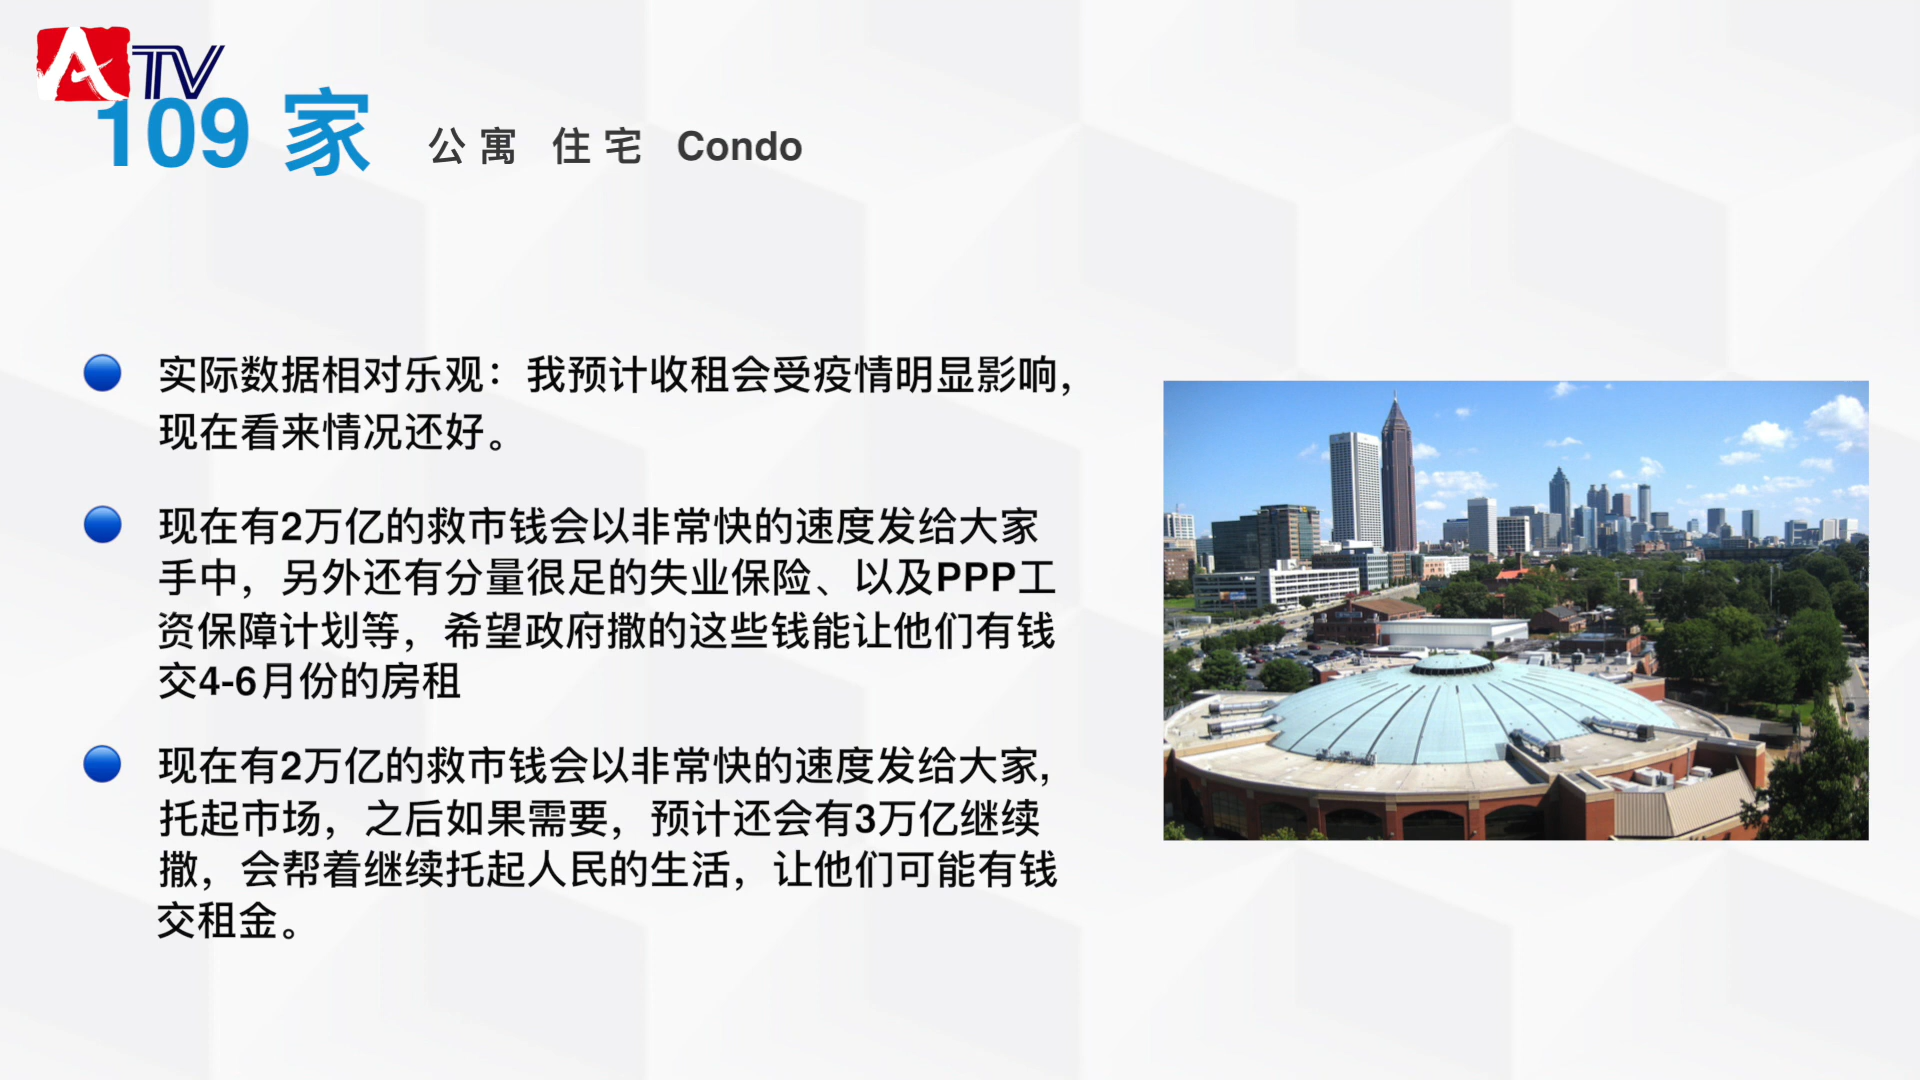 ATV
109 家 公寓 住宅 Condo
实际数据相对乐观：我预计收租会受疫情明显影响，
现在看来情况还好。
现在有2万亿的救市钱会以非常快的速度发给大家
手中，另外还有分量很足的失业保险、以及PPP工
资保障计划等，希望政府撒的这些钱能让他们有钱
交4-6月份的房租
现在有2万亿的救市钱会以非常快的速度发给大家,
托起市场，之后如果需要，预计还会有3万亿继续
撒，会帮着继续托起人民的生活，让他们可能有钱
交租金。